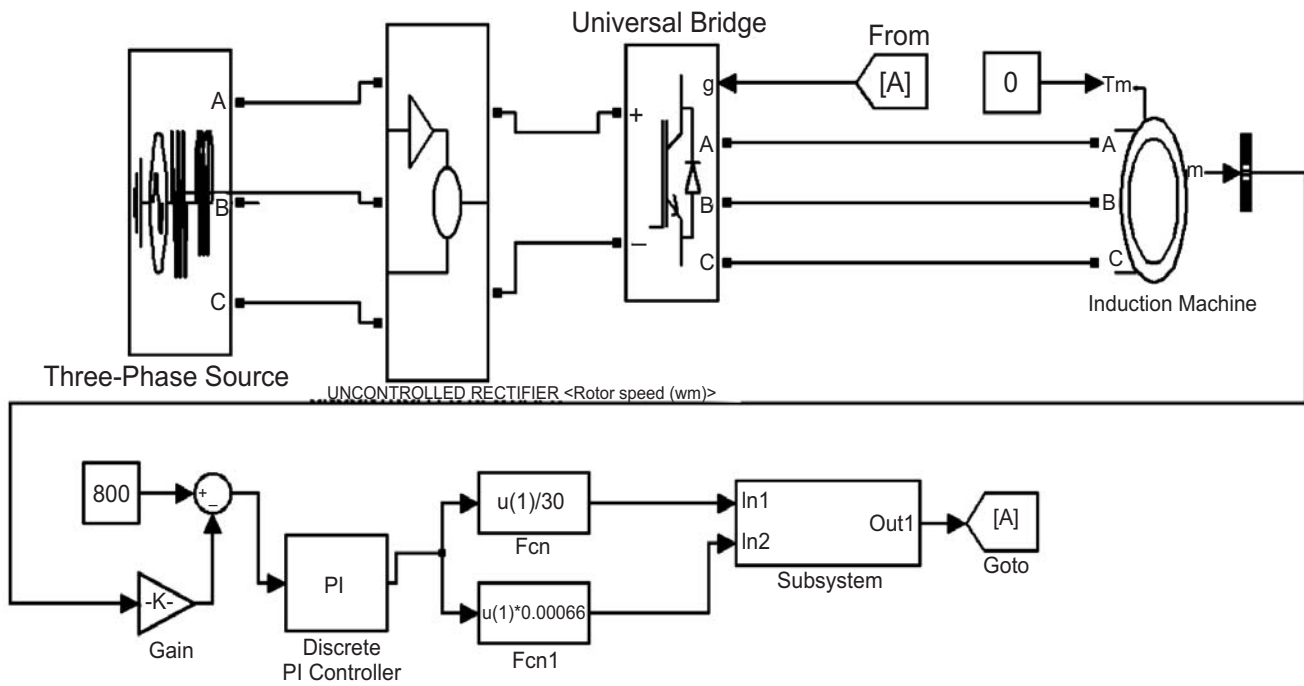 Universal Bridge
From
[A]
0
Tm
g
A
B
C
+
−
A
B
C
A
B
C
m
Induction Machine
Three-Phase Source
UNCONTROLLED RECTIFIER <Rotor speed (wm)>
800
+
−
-K-
Gain
PI
Discrete
PI Controller
u(1)/30
Fcn
u(1)*0.00066
Fcn1
In1
In2
Out1
Subsystem
[A]
Goto